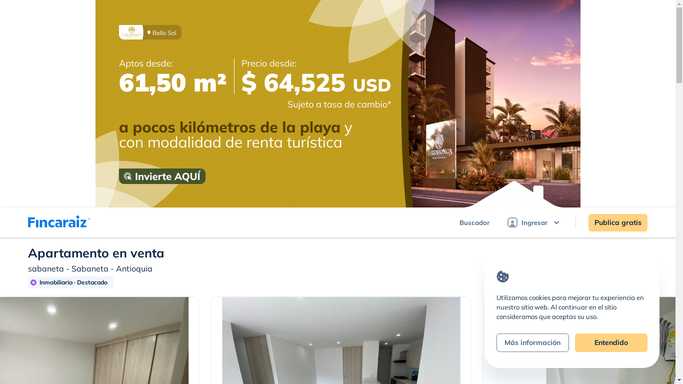 Bello Sol
Aptos desde:
61,50 m²
Precio desde:
$ 64,525 USD
Sujeto a tasa de cambio*
a pocos kilómetros de la playa y
con modalidad de renta turística
Invierte AQUÍ
Fincaraiz
Buscador
Ingresar
Publica gratis
Apartamento en venta
sabaneta - Sabaneta - Antioquia
Inmobiliaria · Destacado
Utilizamos cookies para mejorar tu experiencia en
nuestro sitio web. Al continuar en el sitio
consideramos que aceptas su uso.
Más información
Entendido